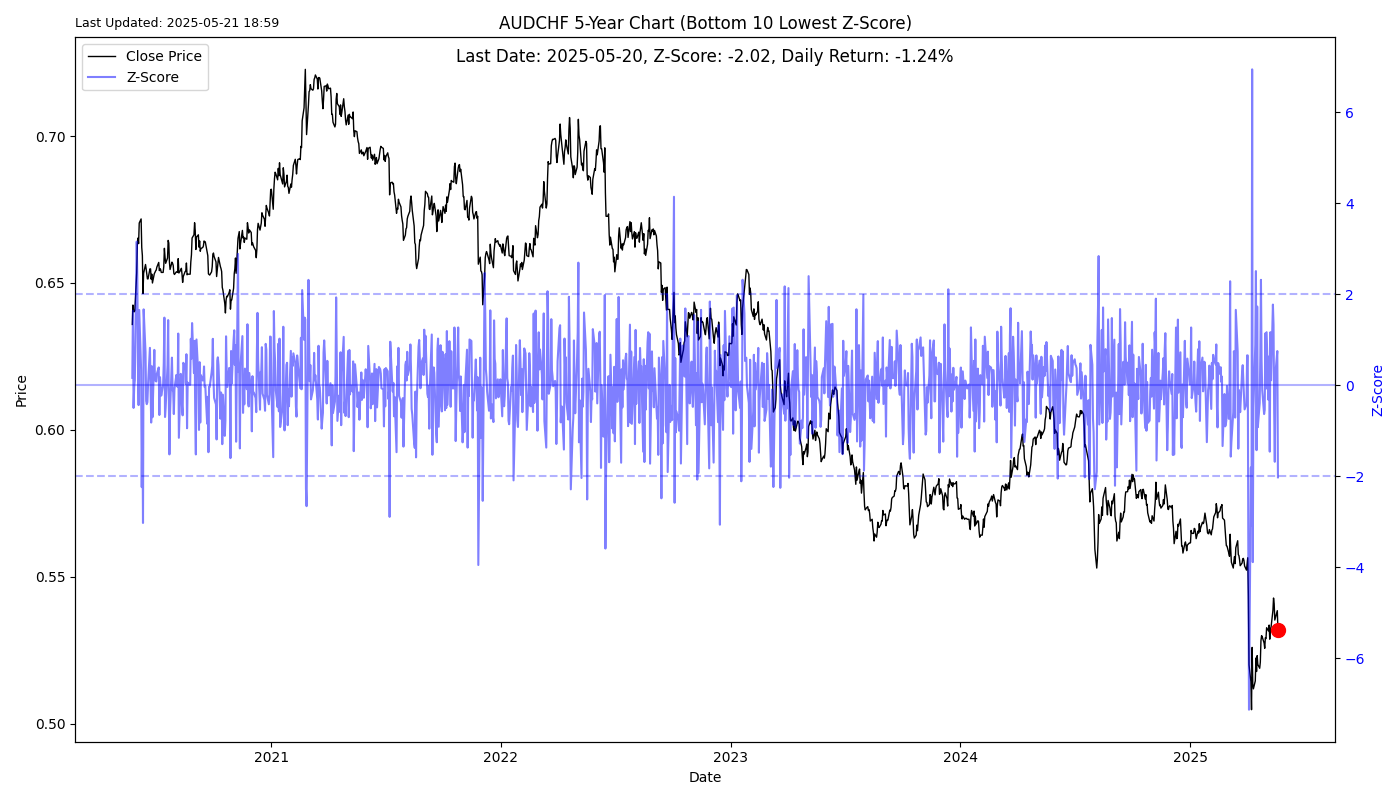 Last Updated: 2025-05-21 18:59
AUDCHF 5-Year Chart (Bottom 10 Lowest Z-Score)
Last Date: 2025-05-20, Z-Score: -2.02, Daily Return: -1.24%
Close Price
Z-Score
0.70
0.65
0.60
0.55
0.50
Price
6
4
2
0
−2
−4
−6
Z-Score
2021
2022
2023
2024
2025
Date